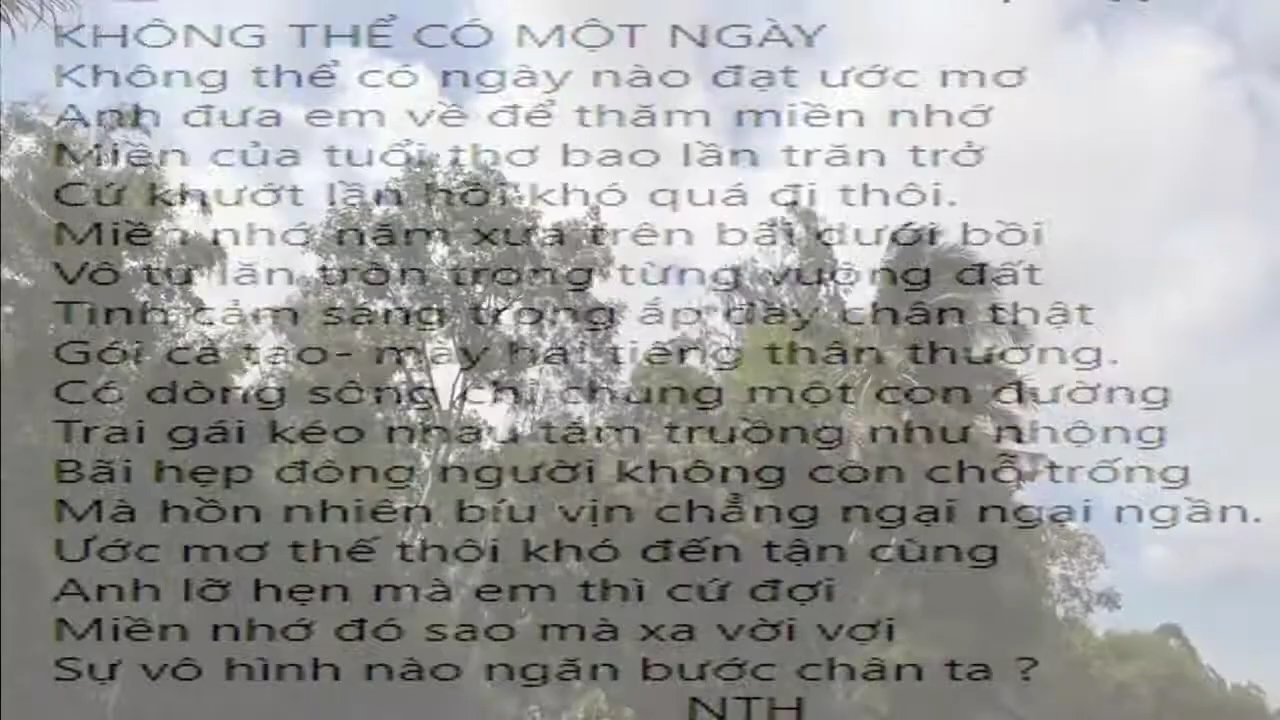 KHÔNG THỂ CÓ MỘT NGÀY
Không thể có ngày nào đạt ước mơ
Anh đưa em về để thăm miền nhớ
Miền của tuổi thơ bao lần trăn trở
Cứ khướt lần hồi khó quá đi thôi.
Miền nhớ năm xưa trên bãi dưới bồi
Vô tư lăn tròn trong từng vuông đất
Tình cảm sáng trong ắp đầy chân thật
Gói cả tao- mày hai tiếng thân thương.
Có dòng sông chỉ chung một con đường
Trai gái kéo nhau tắm truồng như nhộng
Bãi hẹp đông người không còn chỗ trống
Mà hồn nhiên bíu vịn chẳng ngại ngại ngần.
Ước mơ thế thôi khó đến tận cùng
Anh lỡ hẹn mà em thì cứ đợi
Miền nhớ đó sao mà xa vời vợi
Sự vô hình nào ngăn bước chân ta ?
NTH